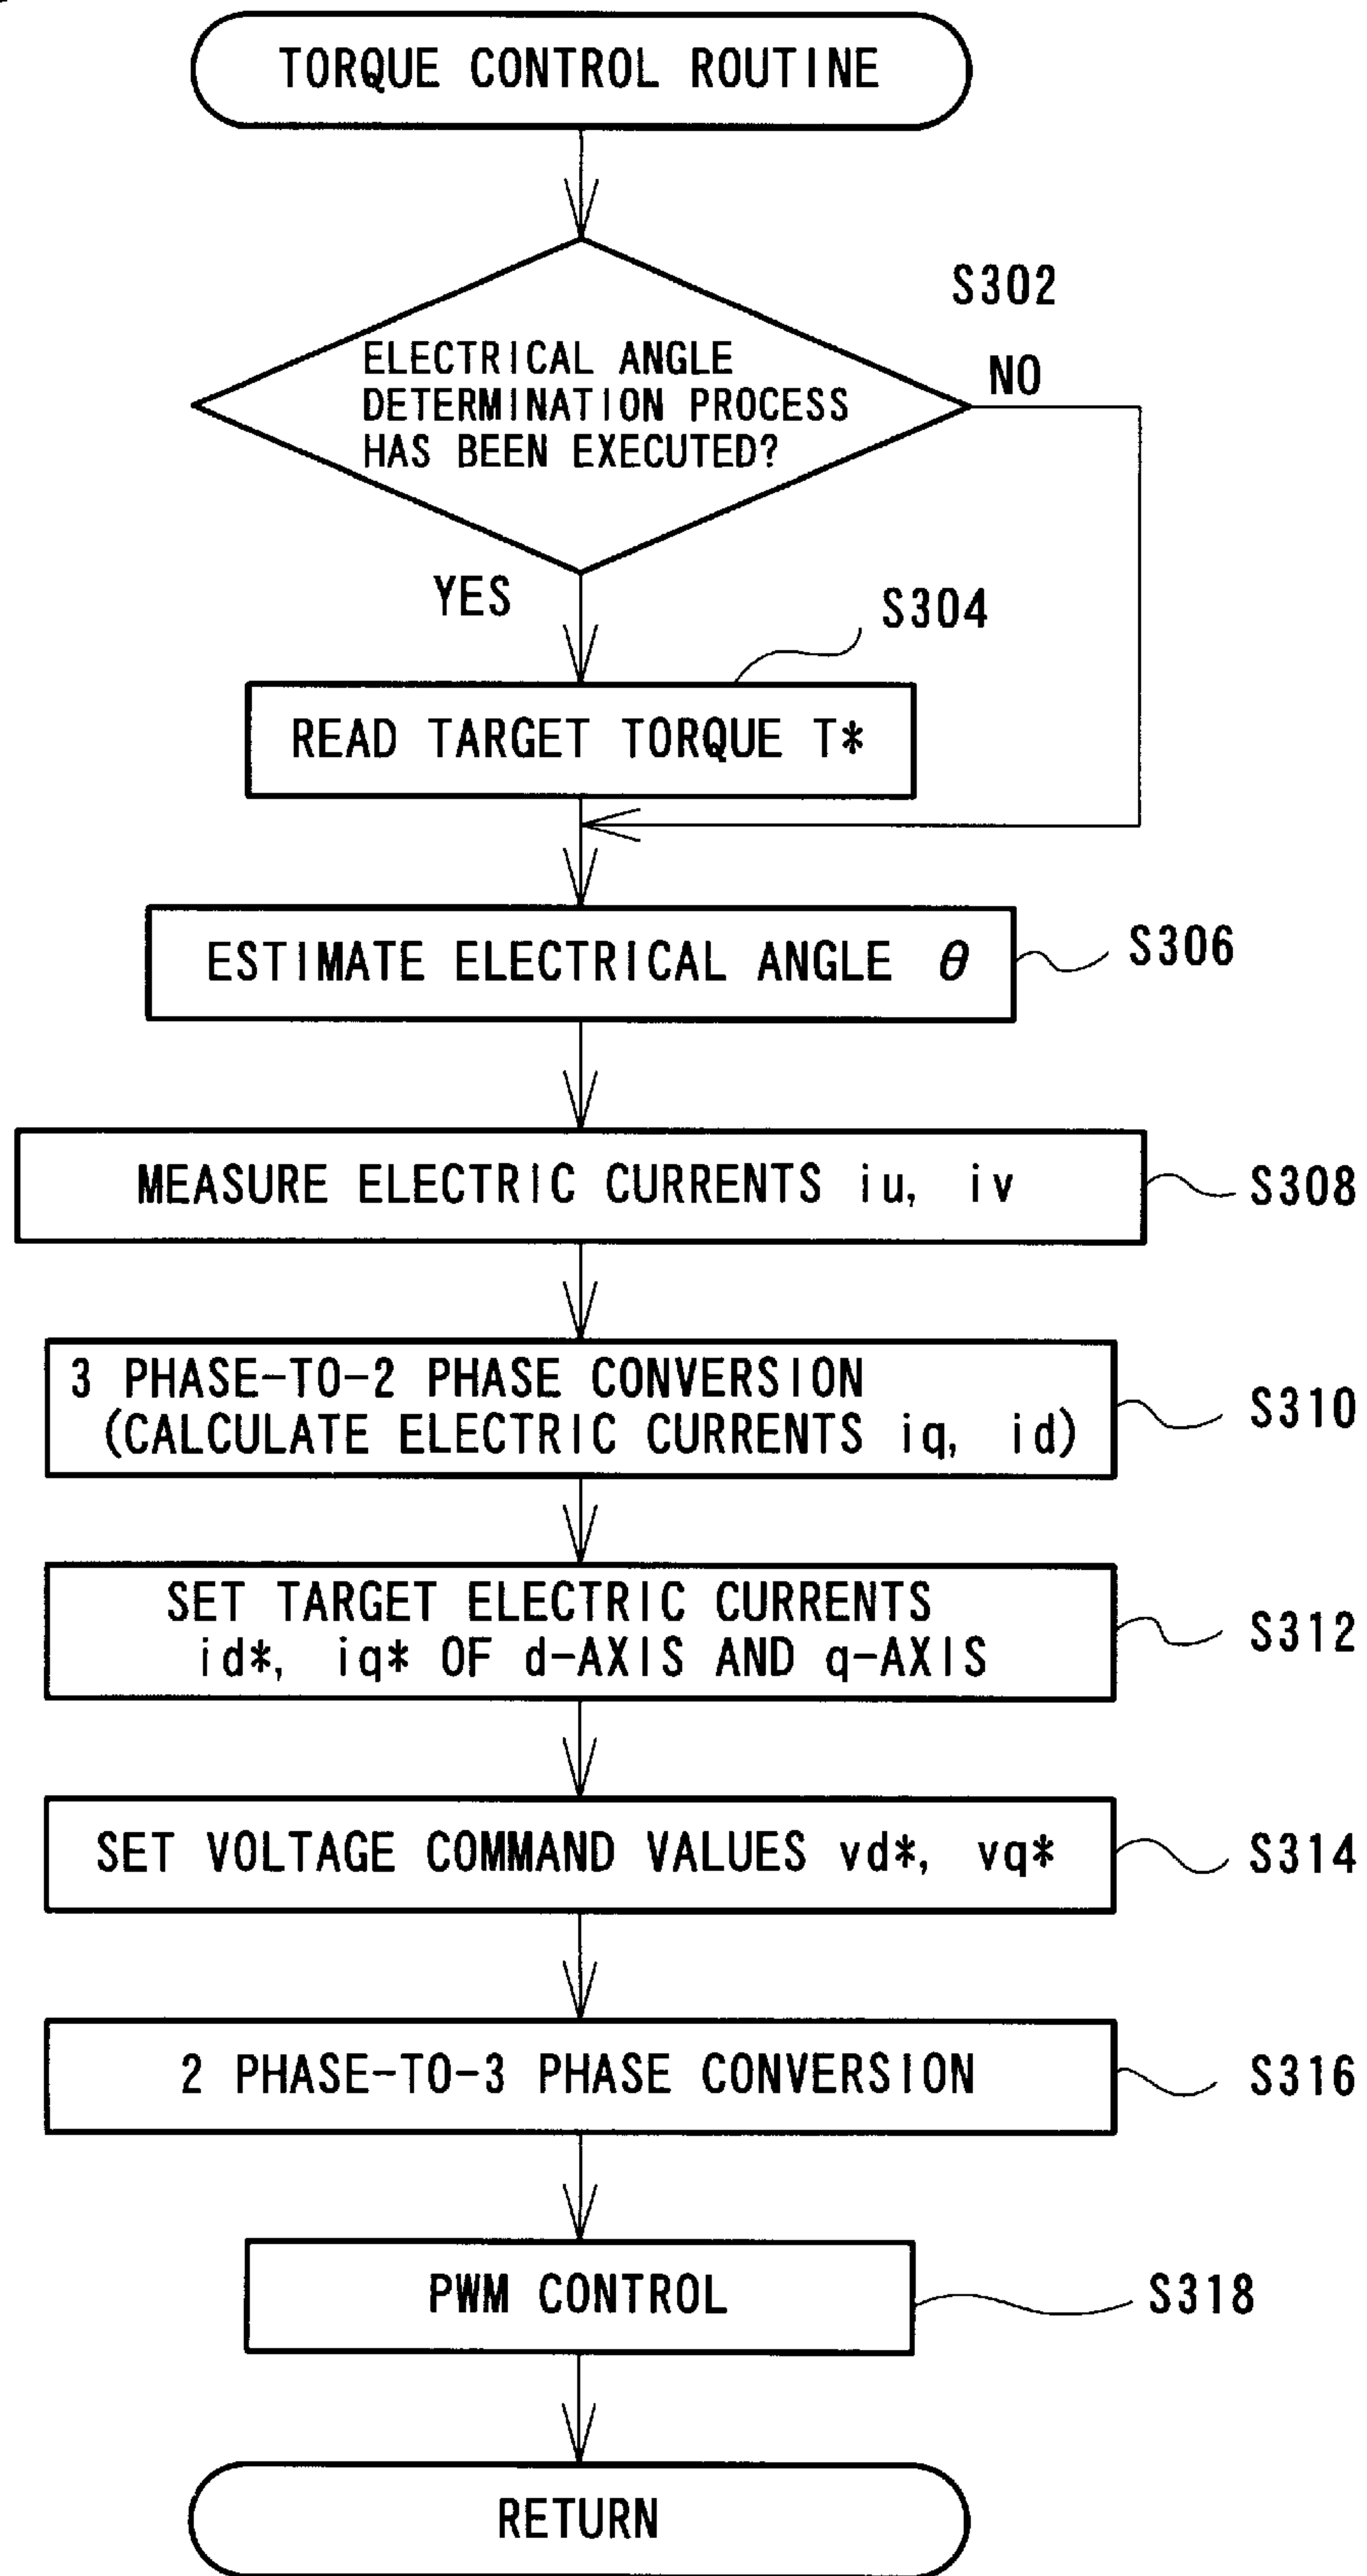 TORQUE CONTROL ROUTINE
S302
ELECTRICAL ANGLE
DETERMINATION PROCESS
HAS BEEN EXECUTED?
NO
YES
S304
READ TARGET TORQUE T*
ESTIMATE ELECTRICAL ANGLE θ
S306
MEASURE ELECTRIC CURRENTS iu, iv
S308
3 PHASE-TO-2 PHASE CONVERSION
(CALCULATE ELECTRIC CURRENTS iq, id)
S310
SET TARGET ELECTRIC CURRENTS
id*, iq* OF d-AXIS AND q-AXIS
S312
SET VOLTAGE COMMAND VALUES vd*, vq*
S314
2 PHASE-TO-3 PHASE CONVERSION
S316
PWM CONTROL
S318
RETURN